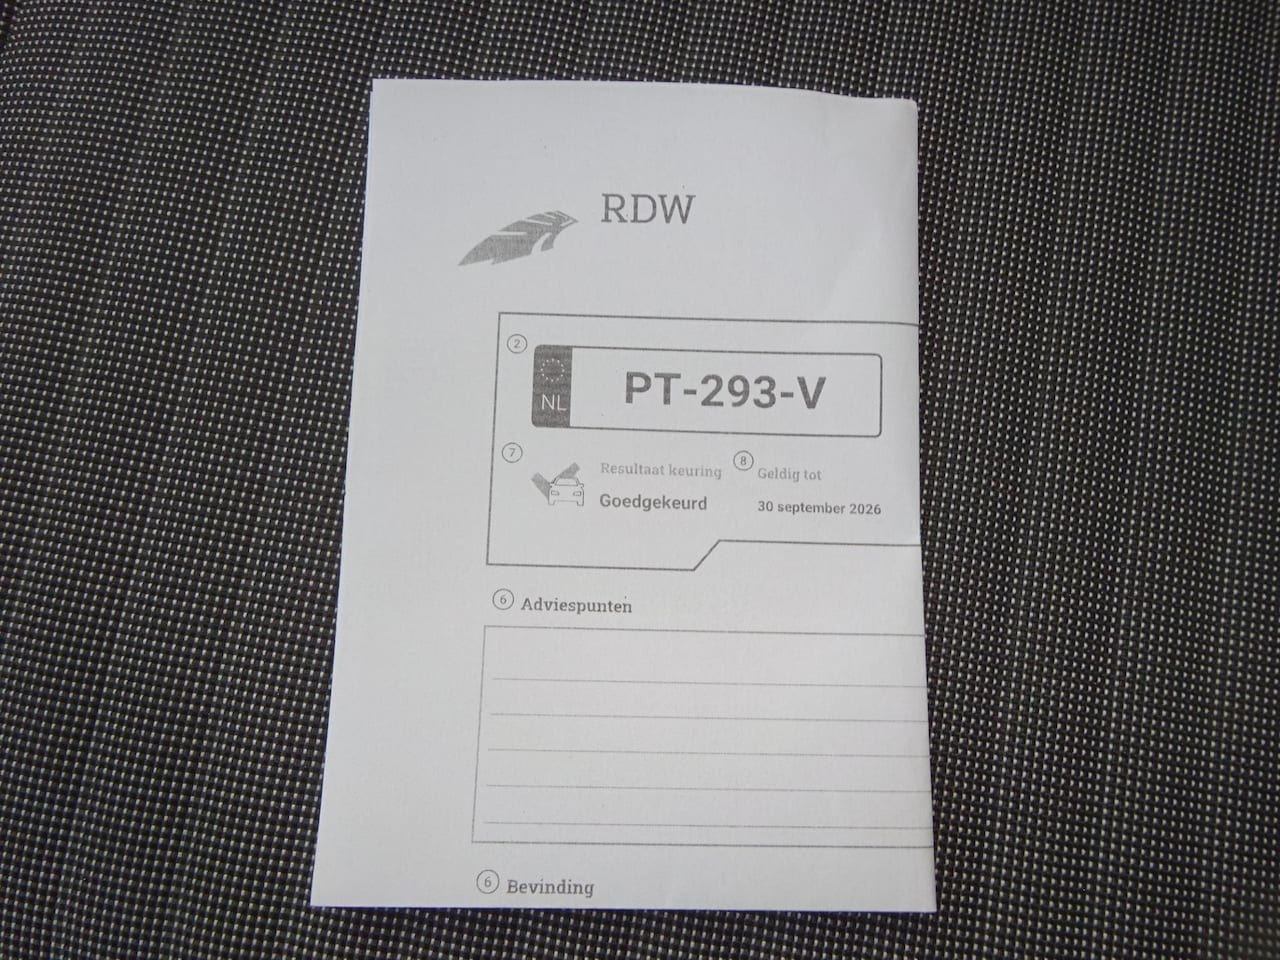 RDW
2
NL
PT-293-V
7
Resultaat keuring
8
Geldig tot
Goedgekeurd
30 september 2026
6 Adviespunten
6 Bevinding